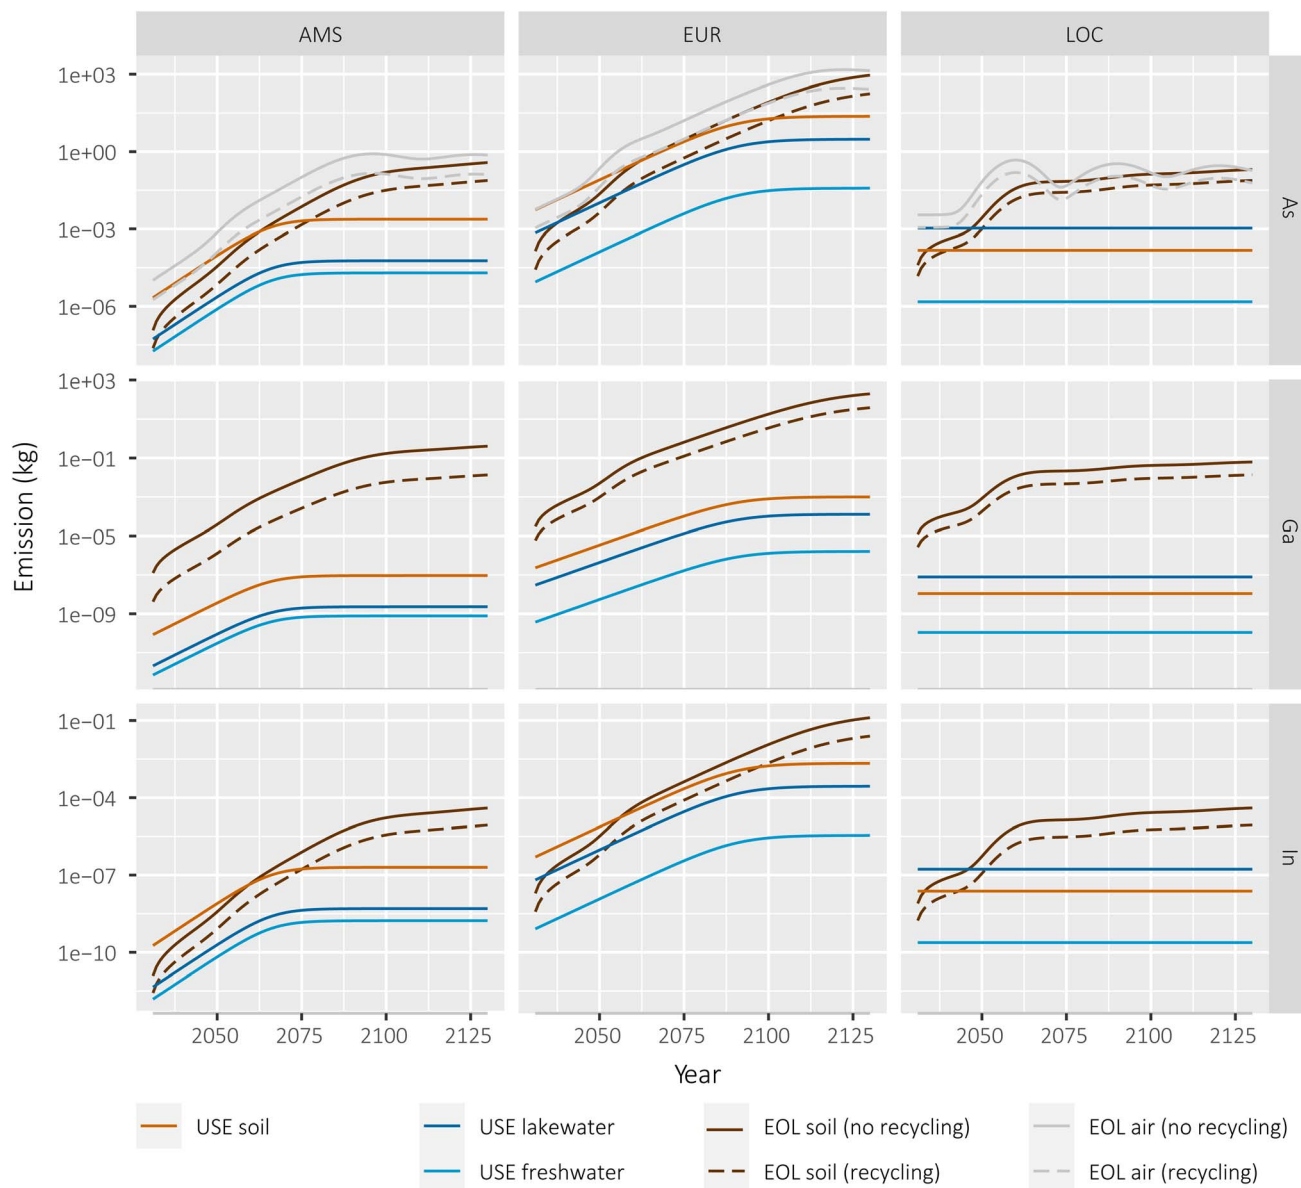 AMS EUR LOC
1e+03
1e+00
1e−03
1e−06
As
1e+03
1e−01
1e−05
1e−09
Ga
1e−01
1e−04
1e−07
1e−10
In
Emission (kg)
2050 2075 2100 2125 2050 2075 2100 2125 2050 2075 2100 2125
Year
USE soil USE lakewater EOL soil (no recycling) EOL air (no recycling)
USE freshwater EOL soil (recycling) EOL air (recycling)